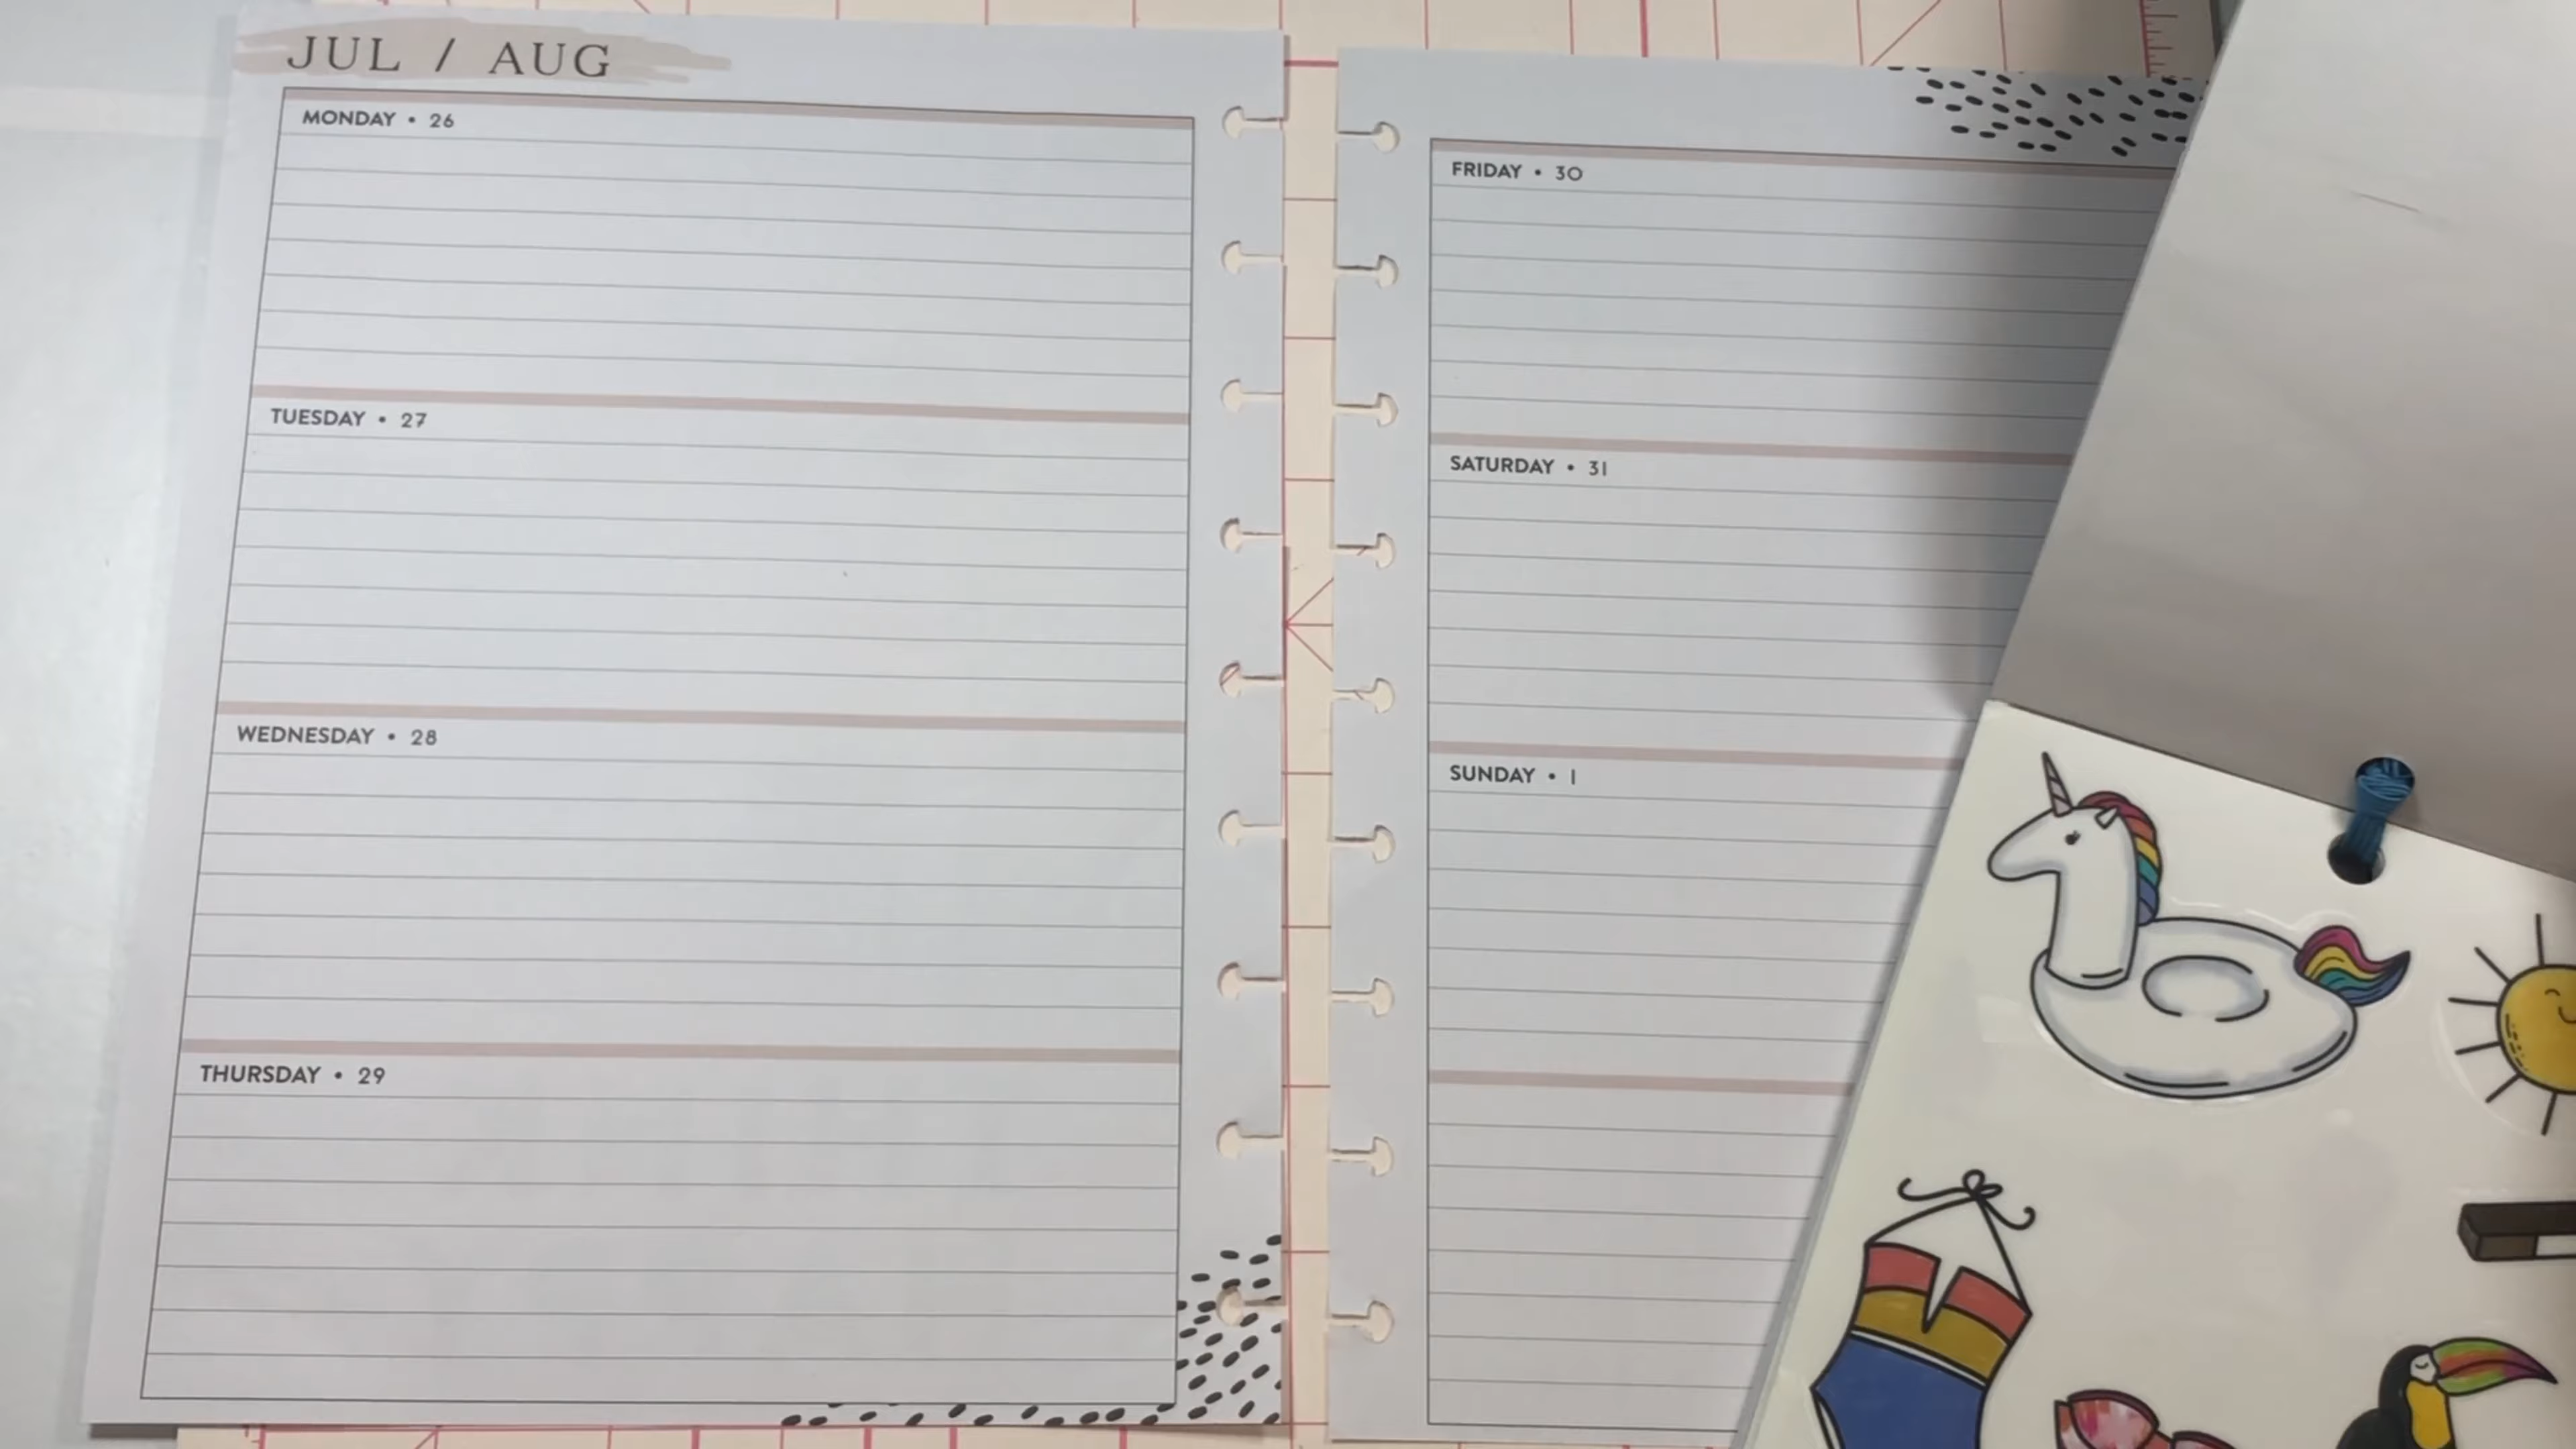 JUL / AUG
MONDAY • 26
TUESDAY • 27
WEDNESDAY • 28
THURSDAY • 29
FRIDAY • 30
SATURDAY • 31
SUNDAY • 1